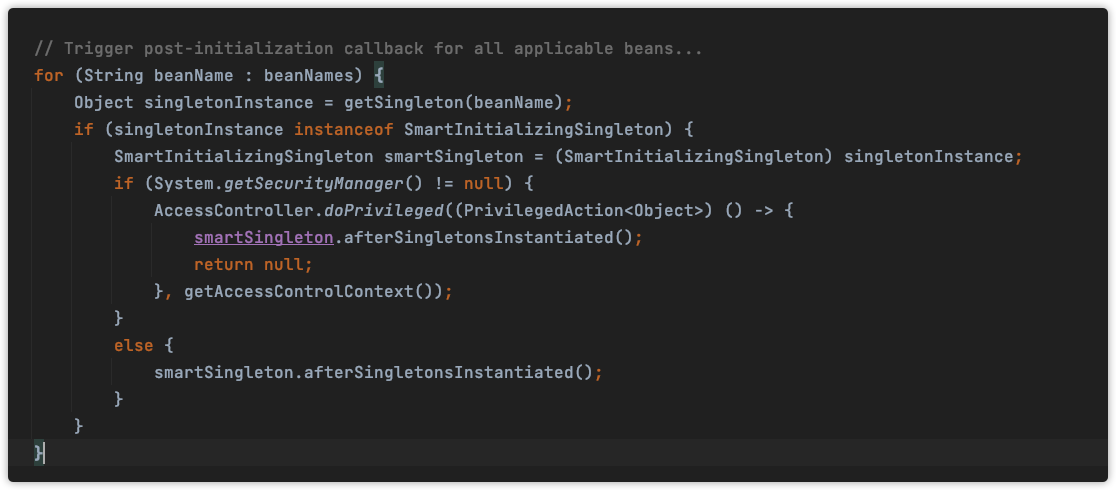 // Trigger post-initialization callback for all applicable beans...
for (String beanName : beanNames) {
    Object singletonInstance = getSingleton(beanName);
    if (singletonInstance instanceof SmartInitializingSingleton) {
        SmartInitializingSingleton smartSingleton = (SmartInitializingSingleton) singletonInstance;
        if (System.getSecurityManager() != null) {
            AccessController.doPrivileged((PrivilegedAction<Object>) () -> {
                smartSingleton.afterSingletonsInstantiated();
                return null;
            }, getAccessControlContext());
        }
        else {
            smartSingleton.afterSingletonsInstantiated();
        }
    }
}